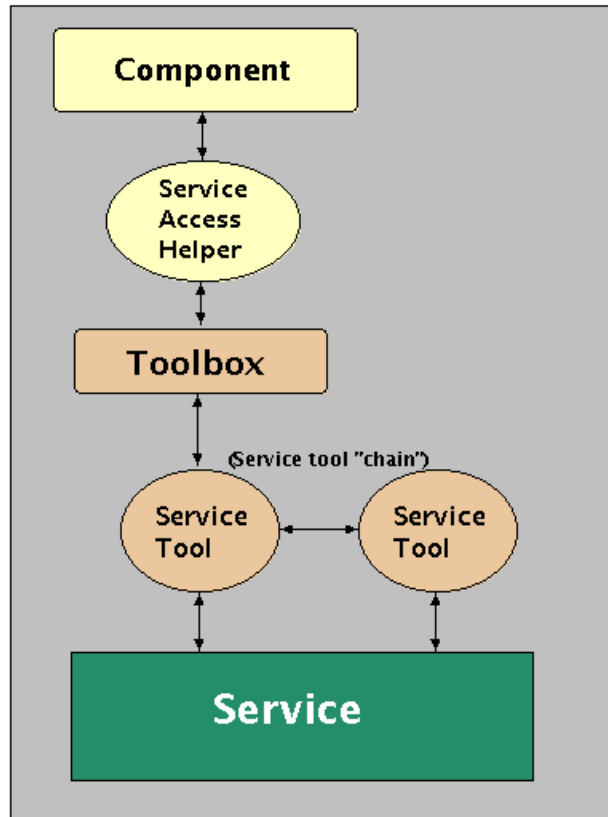 Component
Service
Access
Helper
Toolbox
(Service tool "chain")
Service
Tool
Service
Tool
Service